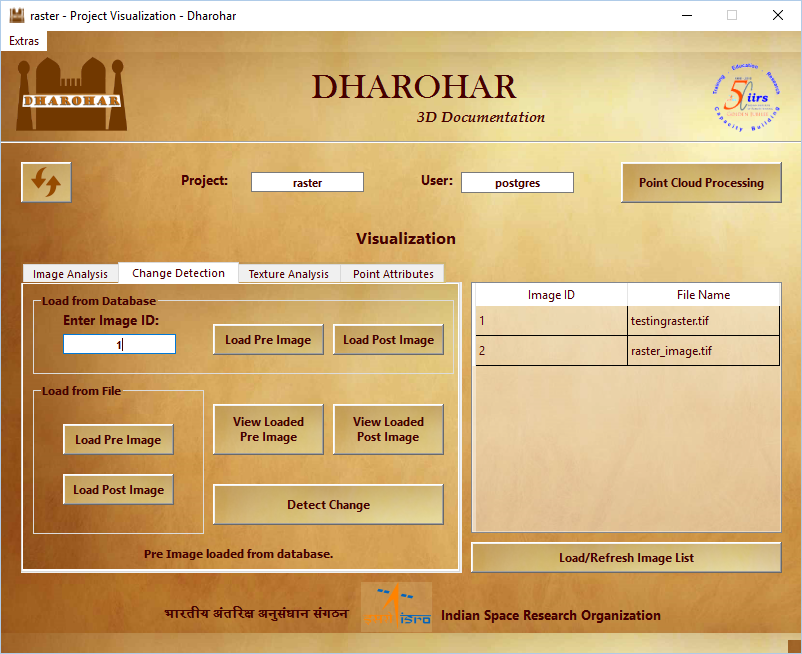 raster - Project Visualization - Dharohar
Extras
DHAROHAR
DHAROHAR
3D Documentation
Training Education Research
5 iirs
Capacity Building
Project: raster User: postgres
Point Cloud Processing
Visualization
Image Analysis Change Detection Texture Analysis Point Attributes
Load from Database
Enter Image ID:
1
Load Pre Image Load Post Image
Load from File
Load Pre Image
Load Post Image
View Loaded
Pre Image
View Loaded
Post Image
Detect Change
Pre Image loaded from database.
Image ID File Name
1 testingraster.tif
2 raster_image.tif
Load/Refresh Image List
भारतीय अंतरिक्ष अनुसंधान संगठन
isro
Indian Space Research Organization